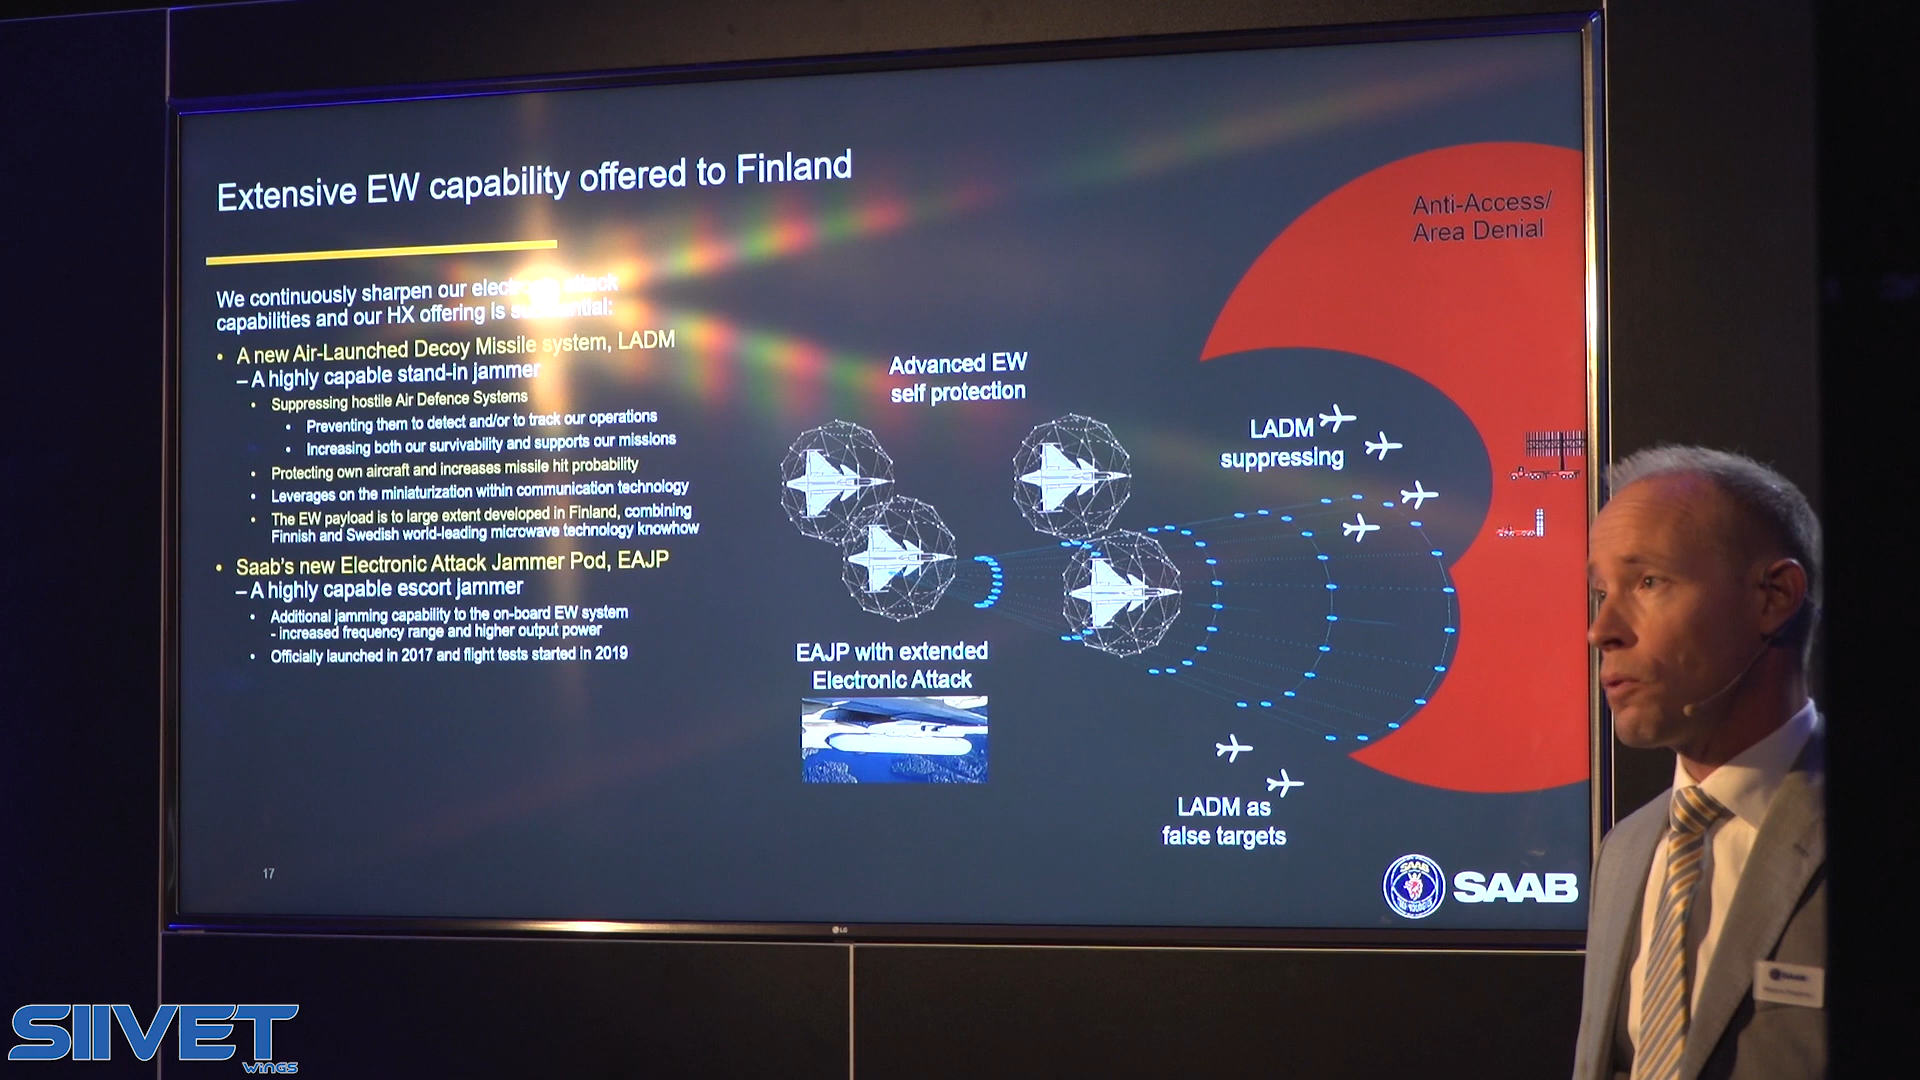 Extensive EW capability offered to Finland
We continuously sharpen our attack
capabilities and our HX offering is
• A new Air-Launched Decoy Missile system, LADM
– A highly capable stand-in jammer
• Suppressing hostile Air Defence Systems
• Preventing them to detect and/or to track our operations
• Increasing both our survivability and supports our missions
• Protecting own aircraft and increases missile hit probability
• Leverages on the miniaturization within communication technology
• The EW payload is to large extent developed in Finland, combining
Finnish and Swedish world-leading microwave technology knowhow
• Saab's new Electronic Attack Jammer Pod, EAJP
– A highly capable escort jammer
• Additional jamming capability to the on-board EW system
- increased frequency range and higher output power
• Officially launched in 2017 and flight tests started in 2019
17
Advanced EW
self protection
EAJP with extended
Electronic Attack
LADM
suppressing
LADM as
false targets
Anti-Access/
Area Denial
SAAB
SAAB
LG
SAAB
SIIVET
WINGS